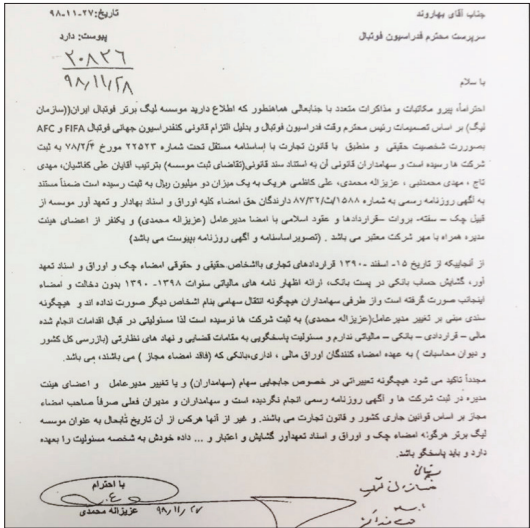 جناب آقای بهاروند
تاریخ:۲۷-۱۱-۹۸
سرپرست محترم فدراسیون فوتبال
پیوست: دارد
۲۰۸۲۶
۹۸/۱۱/۲۸
با سلام
احتراماً، پیرو مکاتبات و مذاکرات متعدد با جنابعالی هماهنطور که اطلاع دارید موسسه لیگ برتر فوتبال ایران((سازمان
لیگ) بر اساس تصمیمات رئیس محترم وقت فدراسیون فوتبال و بدلیل التزام قانونی کنفدراسیون جهانی فوتبال FIFA و AFC
بصوررت شخصیت حقیقی و منطبق با قانون تجارت با اساسنامه مستقل تحت شماره ۲۲۵۲۳ مورخ ۷۸/۲/۴ به ثبت
شرکت ها رسیده است و سهامداران قانونی آن به استناد سند قانونی(تقاضای ثبت موسسه) بترتیب آقایان علی کفاشیان، مهدی
تاج ، مهدی محمدنبی ، عزیزاله محمدی، علی کاظمی هریک به یک میزان دو میلیون ریال به ثبت رسیده است ضمناً مستند
به آگهی روزنامه رسمی به شماره ۸۷/۳۲/ث/۱۵۸۸ دارندگان حق امضاء کلیه اوراق و اسناد بهادار و تعهد آور موسسه از
قبیل چک – سفته، بروات –قراردادها و عقود اسلامی با امضا مدیرعامل (عزیزاله محمدی) و یکنفر از اعضای هیئت
مدیره همراه با مهر شرکت معتبر می باشد . (تصویراساسنامه و آگهی روزنامه بپیوست می باشد)
از آنجاییکه از تاریخ ۱۵- اسفند -۱۳۹۰ قراردادهای تجاری بااشخاص حقیقی و حقوقی امضاء چک و اوراق و اسناد تعهد
آور، گشایش حساب بانکی در پست بانک، ارائه اظهار نامه های مالیاتی سنوات ۱۳۹۸- ۱۳۹۰ بدون دخالت و امضاء
اینجانب صورت گرفته است واز طرفی سهامداران هیچگونه انتقال سهامی بنام اشخاص دیگر صورت نداده اند و هیچگونه
سندی مبنی بر تغییر مدیرعامل(عزیزاله محمدی) به ثبت شرکت ها نرسیده است لذا مسئولیتی در قبال اقدامات انجام شده
مالی – قراردادی – بانکی – مالیاتی ندارم و مسئولیت پاسخگویی به مقامات قضایی و نهاد های نظارتی (بازرسی کل کشور
و دیوان محاسبات ) به عهده امضاء کنندگان اوراق مالی ، اداری،بانکی که (فاقد امضاء مجاز ) می باشند، می باشد.
مجدداً تاکید می شود هیچگونه تغییراتی در خصوص جابجایی سهام (سهامداران) و یا تغییر مدیرعامل و اعضای هیئت
مدیره در ثبت شرکت ها و آگهی روزنامه رسمی انجام نگردیده است و سهامداران و مدیران فعلی صرفاً صاحب امضاء
مجاز بر اساس قوانین جاری کشور و قانون تجارت می باشند. و غیر از آنها هرکس از آن تاریخ تابحال به عنوان موسسه
لیگ برتر هرگونه امضاء چک و اوراق و اسناد تعهدآور گشایش و اعتبار و ... داده خودش به شخصه مسئولیت را بعهده
دارد و باید پاسخگو باشد.
با احترام
عزیزاله محمدی
۹۸/۱۱/۲۷